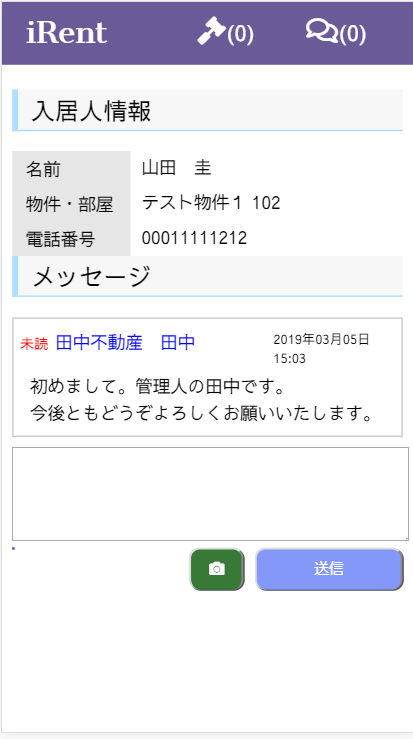 iRent (0) (0)
入居人情報
名前 山田　圭
物件・部屋 テスト物件１ 102
電話番号 00011111212
メッセージ
未読 田中不動産　田中 2019年03月05日
15:03
初めまして。管理人の田中です。
今後ともどうぞよろしくお願いいたします。
送信